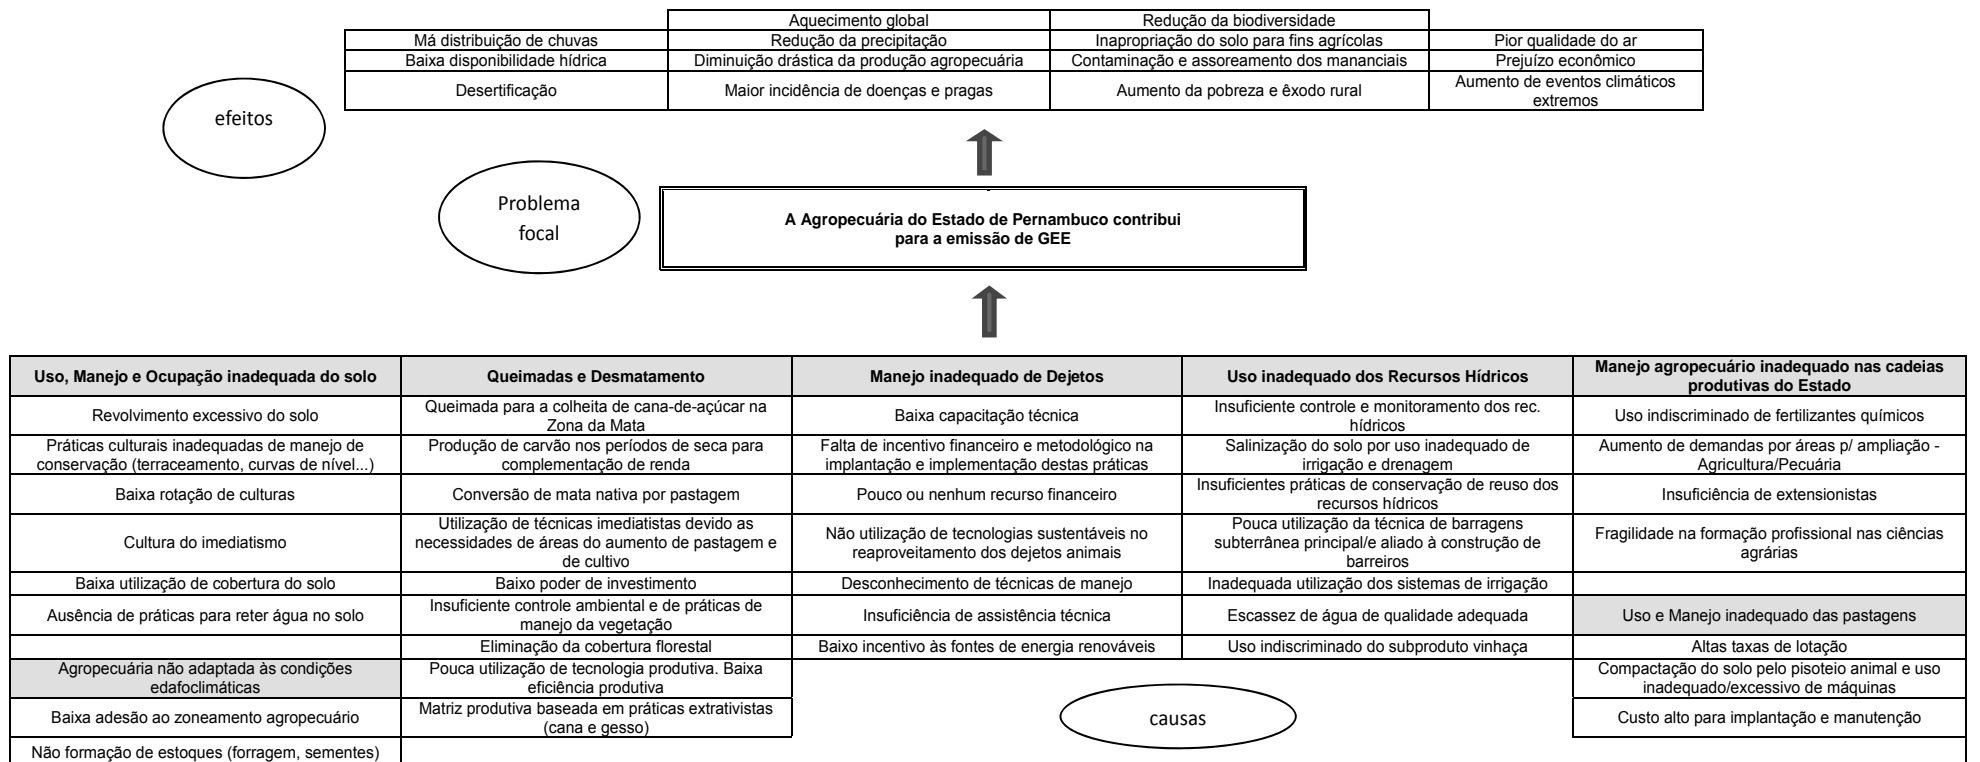 Aquecimento global
Redução da biodiversidade
Má distribuição de chuvas
Redução da precipitação
Inapropriação do solo para fins agrícolas
Pior qualidade do ar
Baixa disponibilidade hídrica
Diminuição drástica da produção agropecuária
Contaminação e assoreamento dos mananciais
Prejuízo econômico
Desertificação
Maior incidência de doenças e pragas
Aumento da pobreza e êxodo rural
Aumento de eventos climáticos
extremos
efeitos
Problema
focal
A Agropecuária do Estado de Pernambuco contribui
para a emissão de GEE
Uso, Manejo e Ocupação inadequada do solo
Queimadas e Desmatamento
Manejo inadequado de Dejetos
Uso inadequado dos Recursos Hídricos
Manejo agropecuário inadequado nas cadeias
produtivas do Estado
Revolvimento excessivo do solo
Queimada para a colheita de cana-de-açúcar na
Zona da Mata
Baixa capacitação técnica
Insuficiente controle e monitoramento dos rec.
hídricos
Uso indiscriminado de fertilizantes químicos
Práticas culturais inadequadas de manejo de
conservação (terraceamento, curvas de nível...)
Produção de carvão nos períodos de seca para
complementação de renda
Falta de incentivo financeiro e metodológico na
implantação e implementação destas práticas
Salinização do solo por uso inadequado de
irrigação e drenagem
Aumento de demandas por áreas p/ ampliação -
Agricultura/Pecuária
Baixa rotação de culturas
Conversão de mata nativa por pastagem
Pouco ou nenhum recurso financeiro
Insuficientes práticas de conservação de reuso dos
recursos hídricos
Insuficiência de extensionistas
Cultura do imediatismo
Utilização de técnicas imediatistas devido as
necessidades de áreas do aumento de pastagem e
de cultivo
Não utilização de tecnologias sustentáveis no
reaproveitamento dos dejetos animais
Pouca utilização da técnica de barragens
subterrânea principal/e aliado à construção de
barreiros
Fragilidade na formação profissional nas ciências
agrárias
Baixa utilização de cobertura do solo
Baixo poder de investimento
Desconhecimento de técnicas de manejo
Inadequada utilização dos sistemas de irrigação
Ausência de práticas para reter água no solo
Insuficiente controle ambiental e de práticas de
manejo da vegetação
Insuficiência de assistência técnica
Escassez de água de qualidade adequada
Uso e Manejo inadequado das pastagens
Eliminação da cobertura florestal
Baixo incentivo às fontes de energia renováveis
Uso indiscriminado do subproduto vinhaça
Altas taxas de lotação
Agropecuária não adaptada às condições
edafoclimáticas
Pouca utilização de tecnologia produtiva. Baixa
eficiência produtiva
Compactação do solo pelo pisoteio animal e uso
inadequado/excessivo de máquinas
Baixa adesão ao zoneamento agropecuário
Matriz produtiva baseada em práticas extrativistas
(cana e gesso)
causas
Custo alto para implantação e manutenção
Não formação de estoques (forragem, sementes)